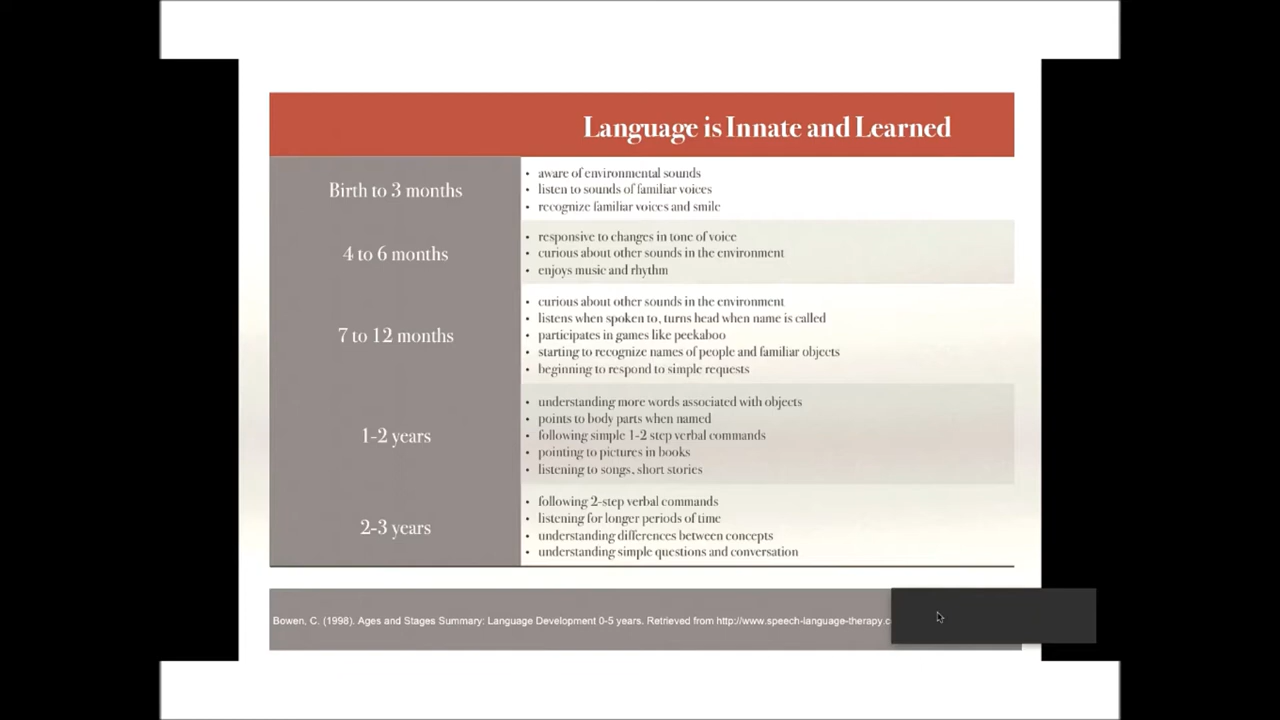 Language is Innate and Learned
Birth to 3 months
• aware of environmental sounds
• listen to sounds of familiar voices
• recognize familiar voices and smile
4 to 6 months
• responsive to changes in tone of voice
• curious about other sounds in the environment
• enjoys music and rhythm
7 to 12 months
• curious about other sounds in the environment
• listens when spoken to, turns head when name is called
• participates in games like peekaboo
• starting to recognize names of people and familiar objects
• beginning to respond to simple requests
1-2 years
• understanding more words associated with objects
• points to body parts when named
• following simple 1-2 step verbal commands
• pointing to pictures in books
• listening to songs, short stories
2-3 years
• following 2-step verbal commands
• listening for longer periods of time
• understanding differences between concepts
• understanding simple questions and conversation
Bowen, C. (1998). Ages and Stages Summary: Language Development 0-5 years. Retrieved from http://www.speech-language-therapy.c